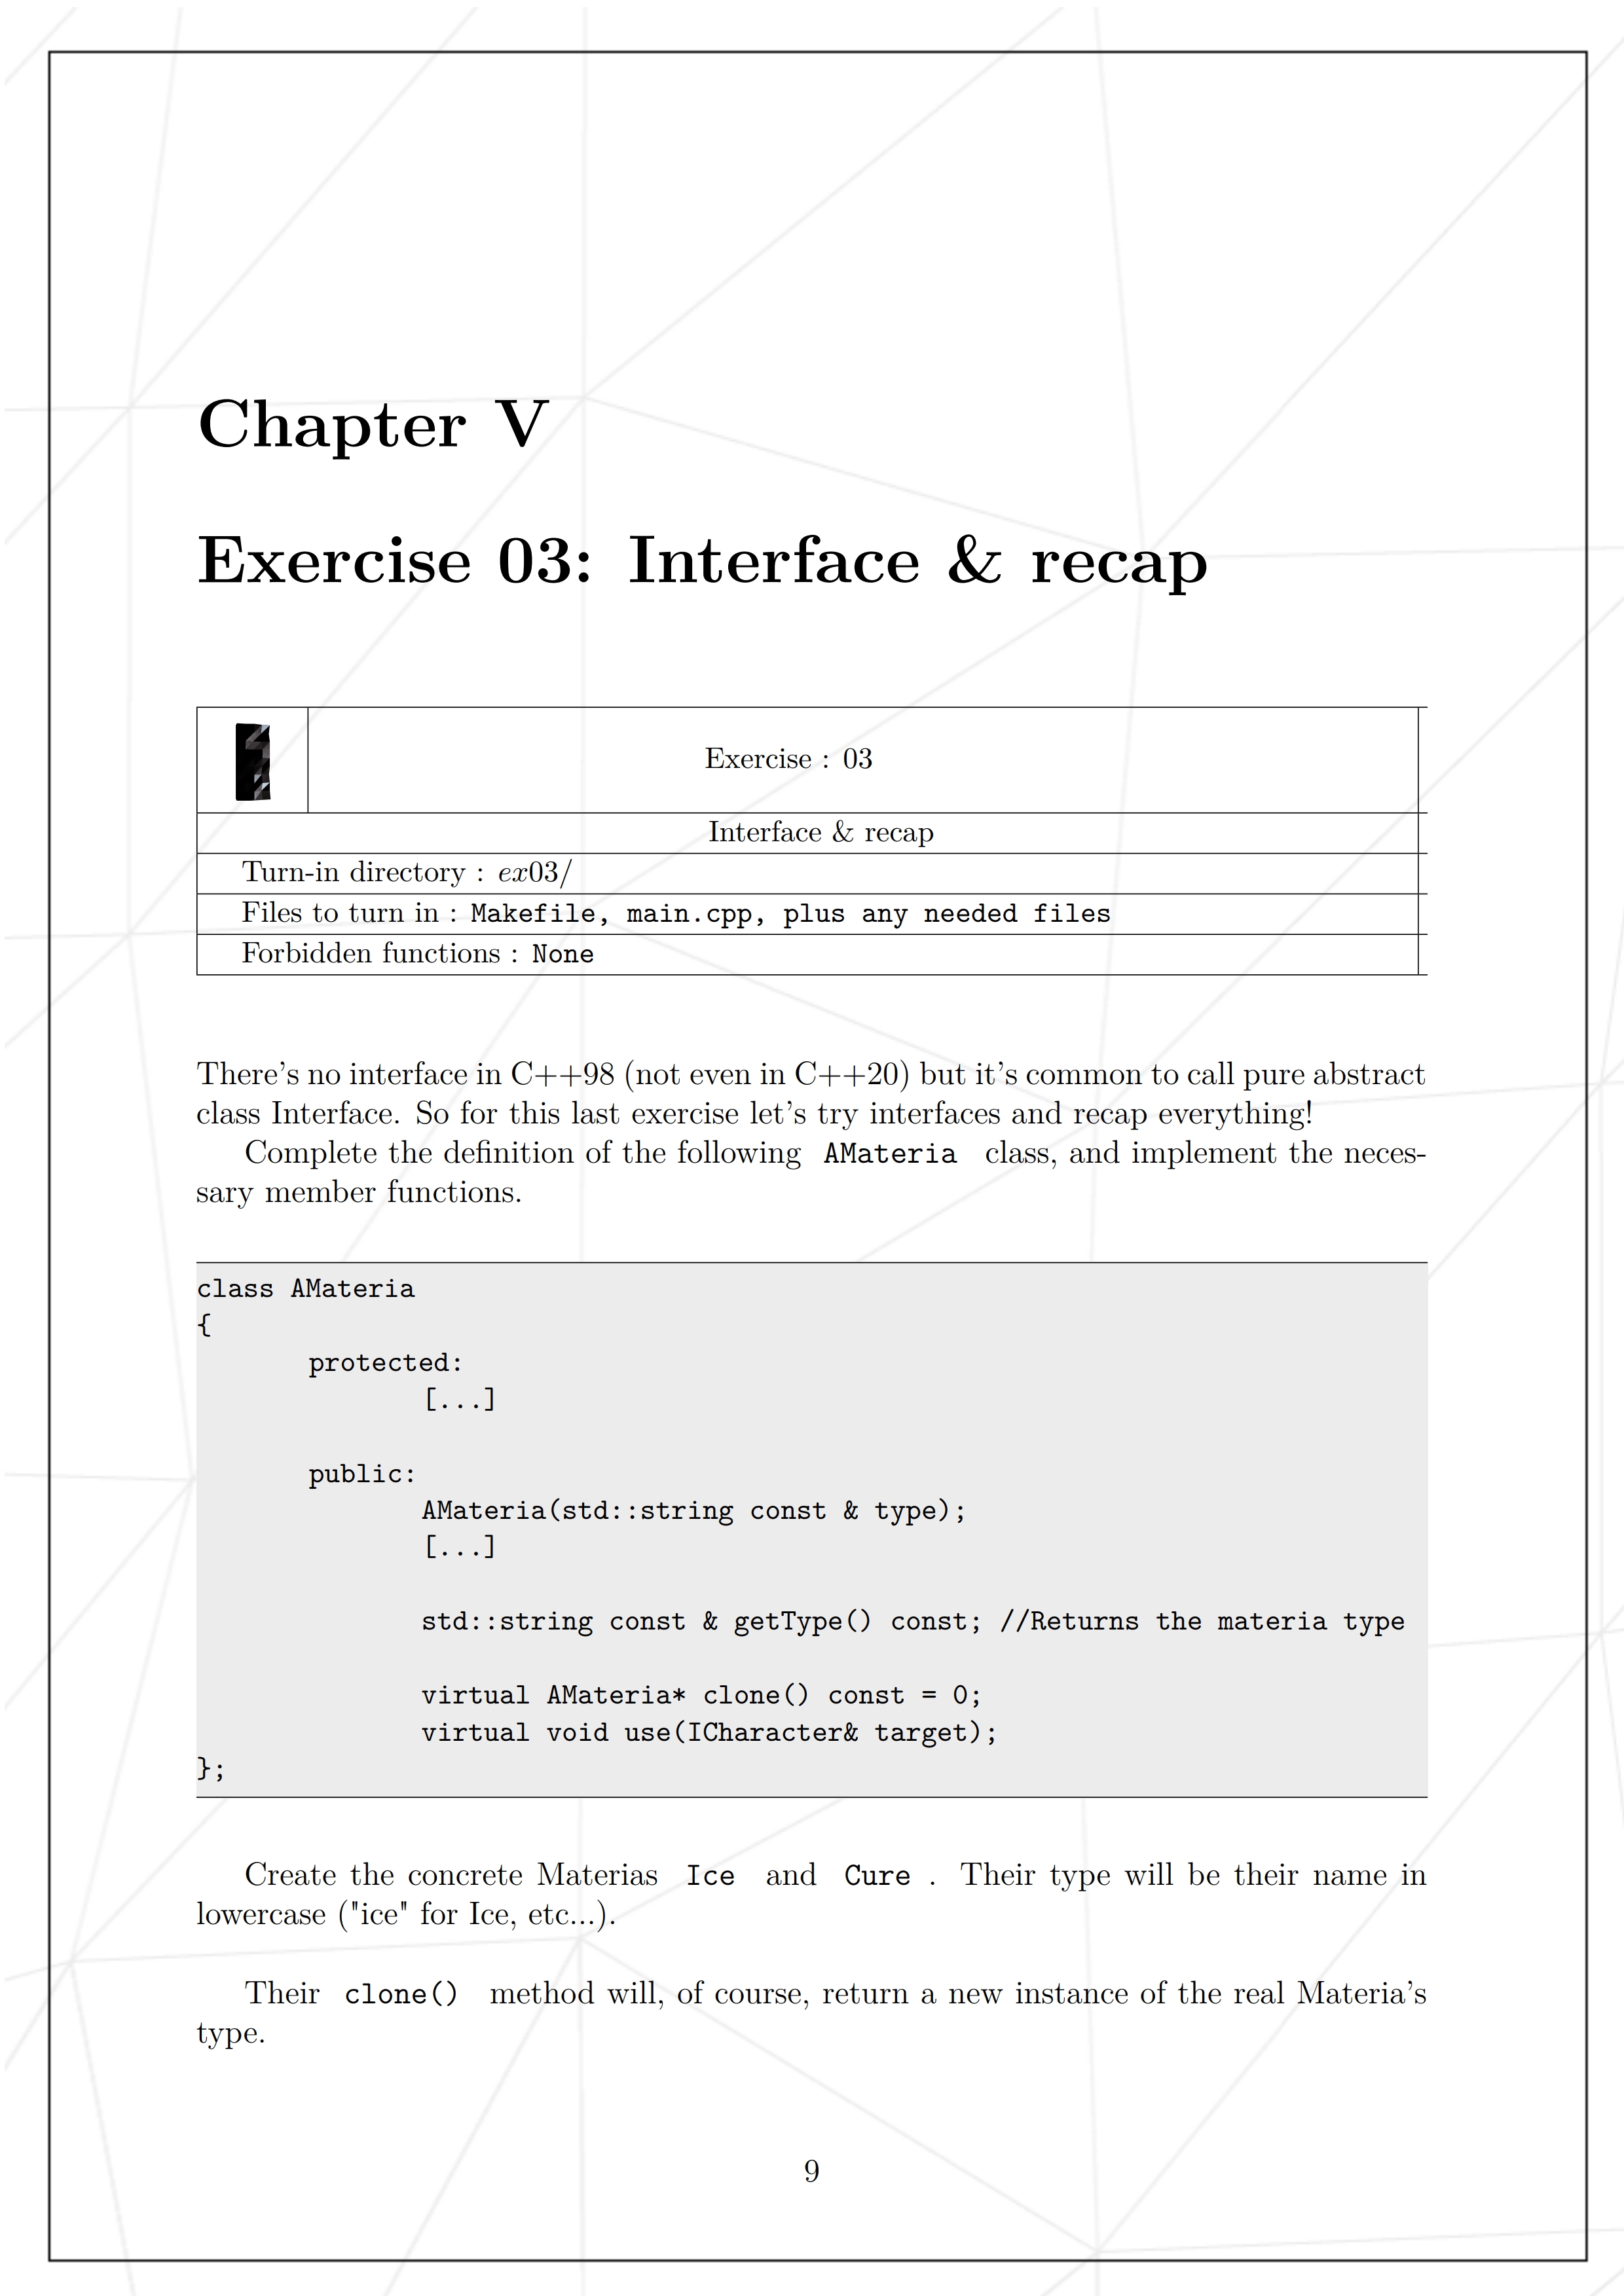 Chapter V
Exercise 03: Interface & recap
Exercise : 03
Interface & recap
Turn-in directory : ex03/
Files to turn in : Makefile, main.cpp, plus any needed files
Forbidden functions : None
There's no interface in C++98 (not even in C++20) but it's common to call pure abstract
class Interface. So for this last exercise let's try interfaces and recap everything!
Complete the definition of the following AMateria class, and implement the neces-
sary member functions.
class AMateria
{
protected:
[...]
public:
AMateria(std::string const & type);
[...]
std::string const & getType() const; //Returns the materia type
virtual AMateria* clone() const = 0;
virtual void use(ICharacter& target);
};
Create the concrete Materias Ice and Cure . Their type will be their name in
lowercase ("ice" for Ice, etc...).
Their clone() method will, of course, return a new instance of the real Materia's
type.
9